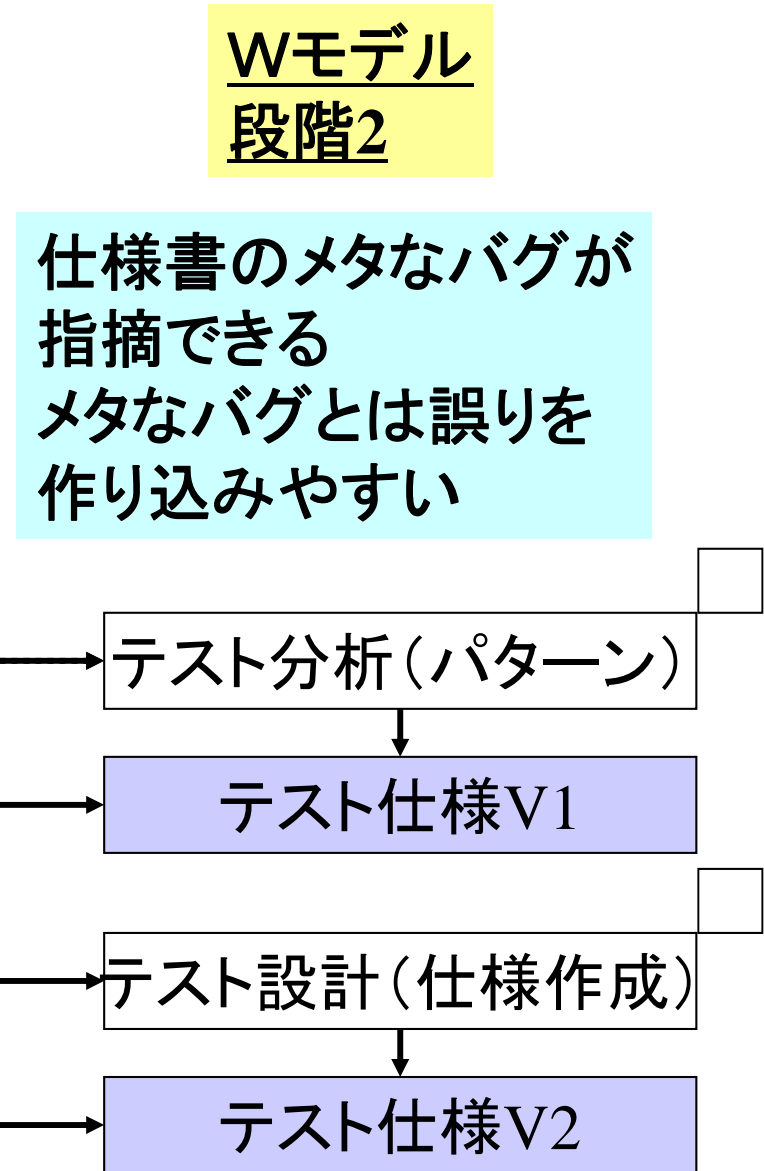 Ｗモデル
段階2
仕様書のメタなバグが
指摘できる
メタなバグとは誤りを
作り込みやすい
テスト分析（パターン）
テスト仕様V1
テスト設計（仕様作成）
テスト仕様V2